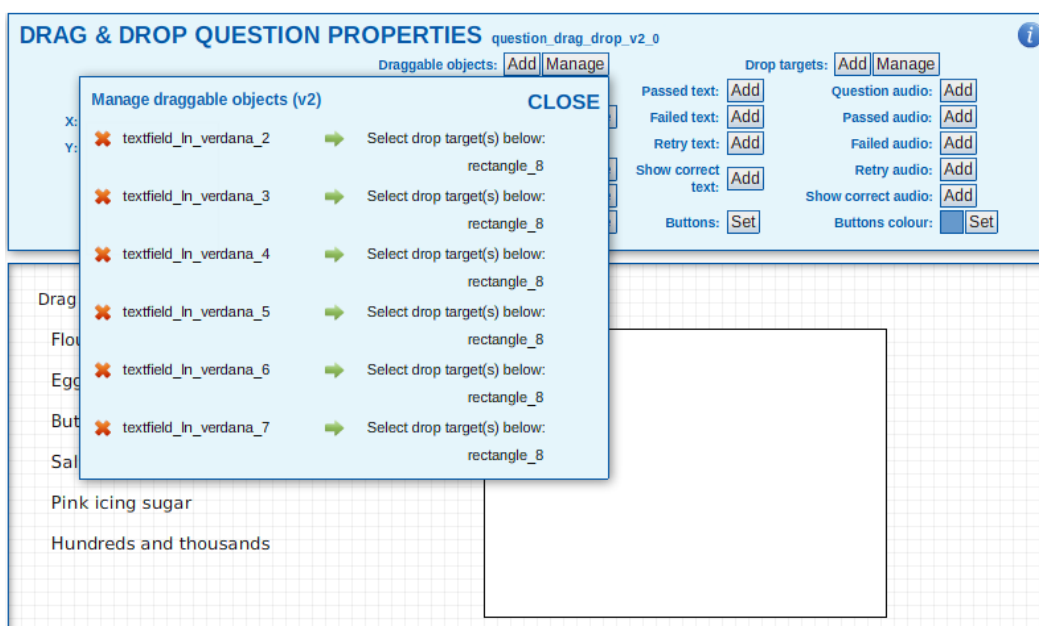 DRAG & DROP QUESTION PROPERTIES question_drag_drop_v2_0
Draggable objects: Add Manage
Drop targets: Add Manage
Manage draggable objects (v2) CLOSE
X:
Y:
textfield_ln_verdana_2 Select drop target(s) below:
rectangle_8
textfield_ln_verdana_3 Select drop target(s) below:
rectangle_8
textfield_ln_verdana_4 Select drop target(s) below:
rectangle_8
textfield_ln_verdana_5 Select drop target(s) below:
rectangle_8
textfield_ln_verdana_6 Select drop target(s) below:
rectangle_8
textfield_ln_verdana_7 Select drop target(s) below:
rectangle_8
Passed text: Add
Failed text: Add
Retry text: Add
Show correct
text: Add
Buttons: Set
Question audio: Add
Passed audio: Add
Failed audio: Add
Retry audio: Add
Show correct audio: Add
Buttons colour: Set
Drag
Pink icing sugar
Hundreds and thousands